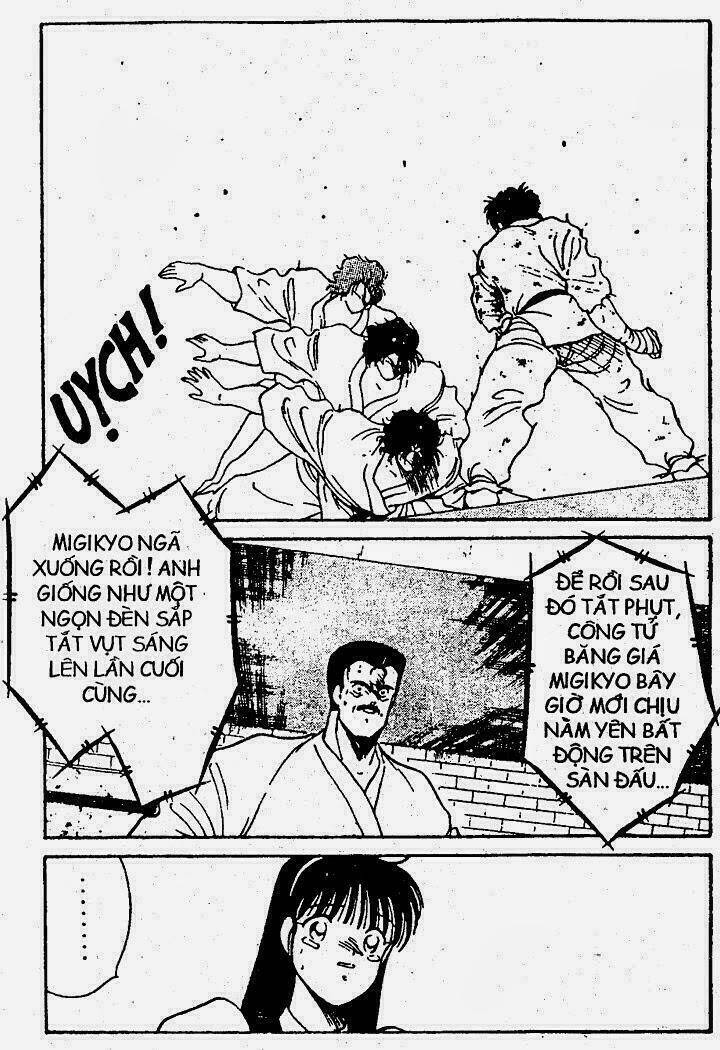 UỴCH!
MIGIKYO NGÃ
XUỐNG RỒI! ANH
GIỐNG NHƯ MỘT
NGỌN ĐÈN SẮP
TẮT VỤT SÁNG
LÊN LẦN CUỐI
CÙNG...
ĐỂ RỒI SAU
ĐÓ TẮT PHỤT,
CÔNG TỬ
BĂNG GIÁ
MIGIKYO BÂY
GIỜ MỚI CHỊU
NẰM YÊN BẤT
ĐỘNG TRÊN
SÀN ĐẤU...
.......